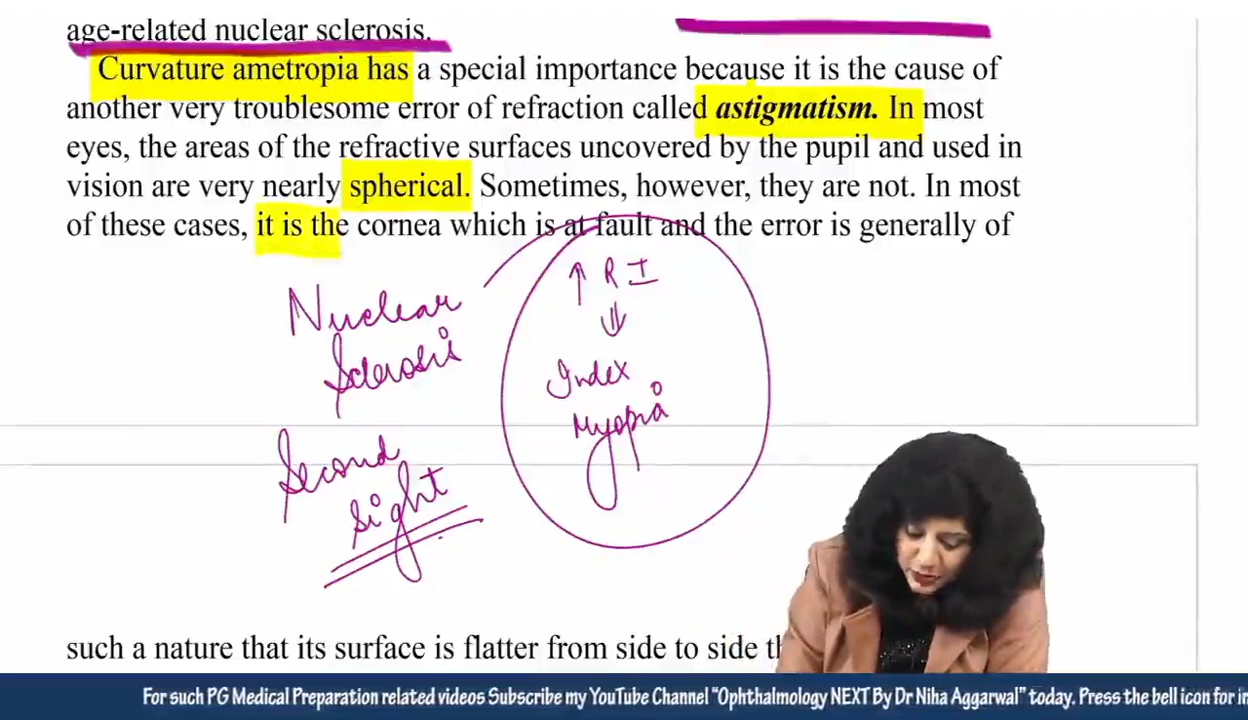 age-related nuclear sclerosis.
Curvature ametropia has a special importance because it is the cause of
another very troublesome error of refraction called astigmatism. In most
eyes, the areas of the refractive surfaces uncovered by the pupil and used in
vision are very nearly spherical. Sometimes, however, they are not. In most
of these cases, it is the cornea which is at fault and the error is generally of
Nuclear
Sclerosis
Second
Sight
↑ RI
⇓
Index
Myopia
such a nature that its surface is flatter from side to side
For such PG Medical Preparation related videos Subscribe my YouTube Channel "Ophthalmology NEXT By Dr Niha Aggarwal" today. Press the bell icon for